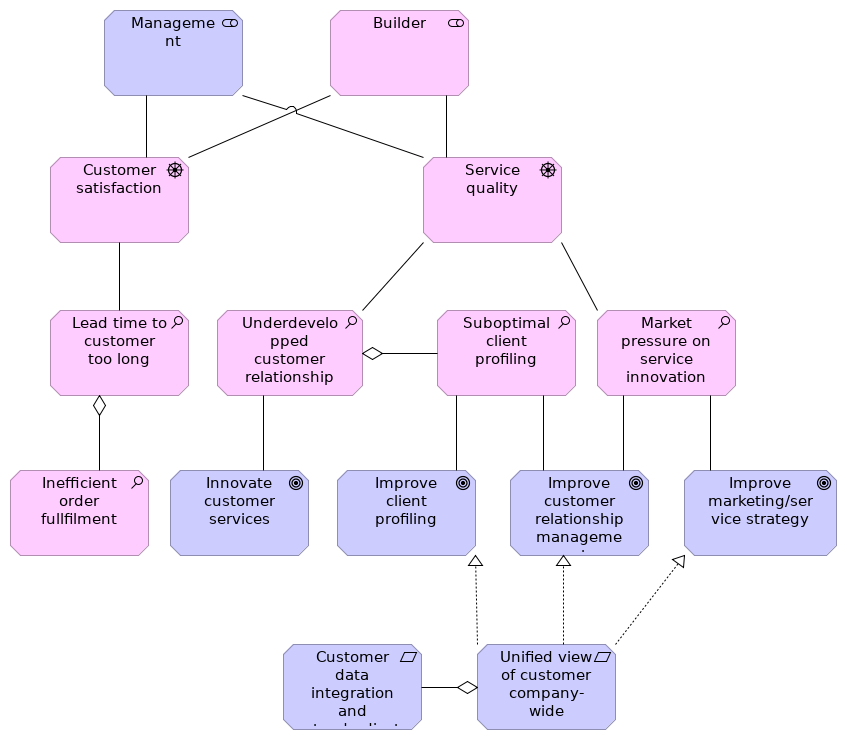 Manageme
nt
Builder
Customer
satisfaction
Service
quality
Lead time to
customer
too long
Underdevelo
pped
customer
relationship
Suboptimal
client
profiling
Market
pressure on
service
innovation
Inefficient
order
fullfilment
Innovate
customer
services
Improve
client
profiling
Improve
customer
relationship
manageme
Improve
marketing/ser
vice strategy
Customer
data
integration
and
Unified view
of customer
company-
wide